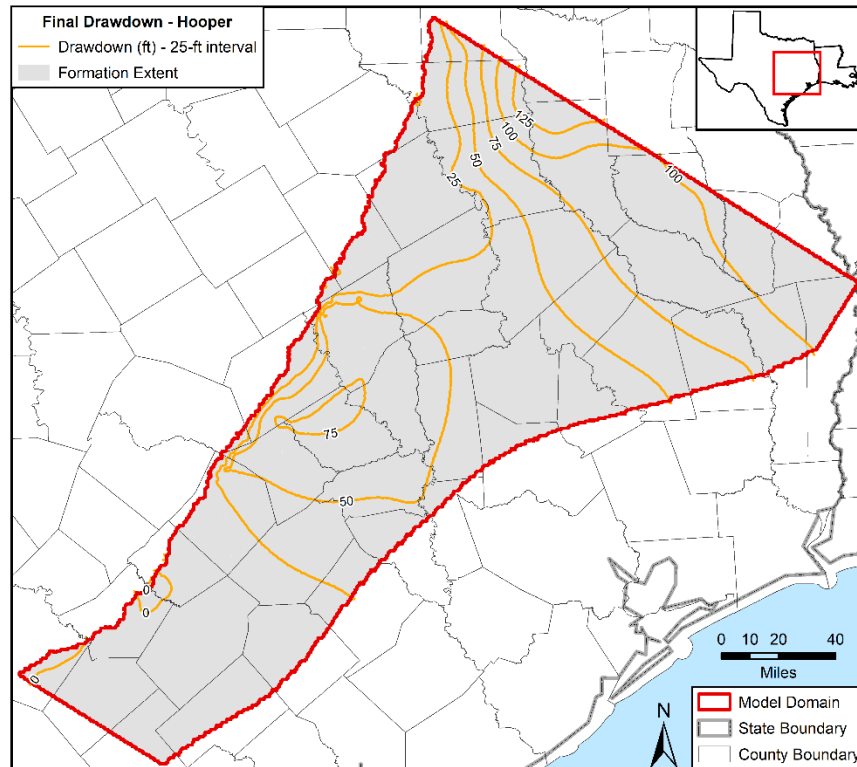 Final Drawdown - Hooper
Drawdown (ft) - 25-ft interval
Formation Extent
125
100
75
50
25
100
75
50
0
0
0
0 10 20 40
Miles
N
Model Domain
State Boundary
County Boundary